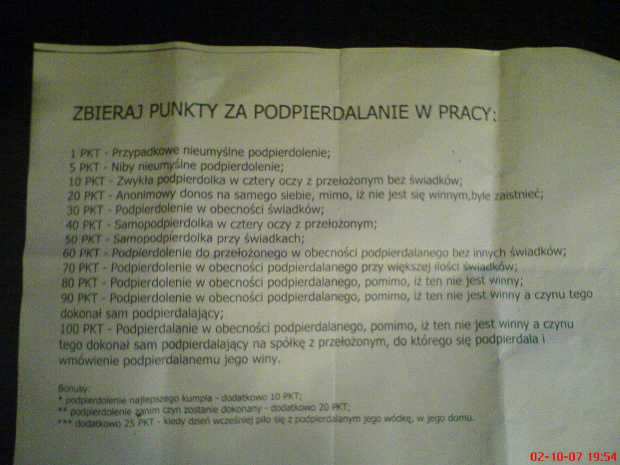 ZBIERAJ PUNKTY ZA PODPIERDALANIE W PRACY:
1 PKT - Przypadkowe nieumyślne podpierdolenie;
5 PKT - Niby nieumyślne podpierdolenie;
10 PKT - Zwykła podpierdolka w cztery oczy z przełożonym bez świadków;
20 PKT - Anonimowy donos na samego siebie, mimo, iż nie jest się winnym,byle zaistnieć;
30 PKT - Podpierdolenie w obecności świadków;
40 PKT - Samopodpierdolka w cztery oczy z przełożonym;
50 PKT - Samopodpierdolka przy świadkach;
60 PKT - Podpierdolenie do przełożonego w obecności podpierdalanego bez innych świadków;
70 PKT - Podpierdolenie w obecności podpierdalanego przy większej ilości świadków;
80 PKT - Podpierdolenie w obecności podpierdalanego, pomimo, iż ten nie jest winny;
90 PKT - Podpierdolenie w obecności podpierdalanego, pomimo, iż ten nie jest winny a czynu tego
dokonał sam podpierdalający;
100 PKT - Podpierdalanie w obecności podpierdalanego, pomimo, iż ten nie jest winny a czynu
tego dokonał sam podpierdalający na spółkę z przełożonym, do którego się podpierdala i
wmówienie podpierdalanemu jego winy.
Bonusy:
* podpierdolenie najlepszego kumpla - dodatkowo 10 PKT;
** podpierdolenie zanim czyn zostanie dokonany - dodatkowo 20 PKT;
*** dodatkowo 25 PKT - kiedy dzień wcześniej piło się z podpierdalanym jego wódkę, w jego domu.
02-10-07 19:54